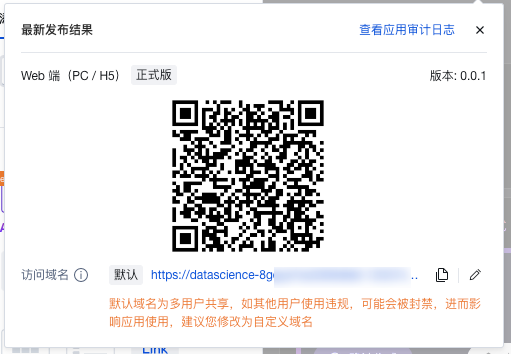 最新发布结果 查看应用审计日志
Web 端（PC / H5） 正式版 版本: 0.0.1
访问域名 默认 https://datascience-8g ..
默认域名为多用户共享，如其他用户使用违规，可能会被封禁，进而影
响应用使用，建议您修改为自定义域名
Link